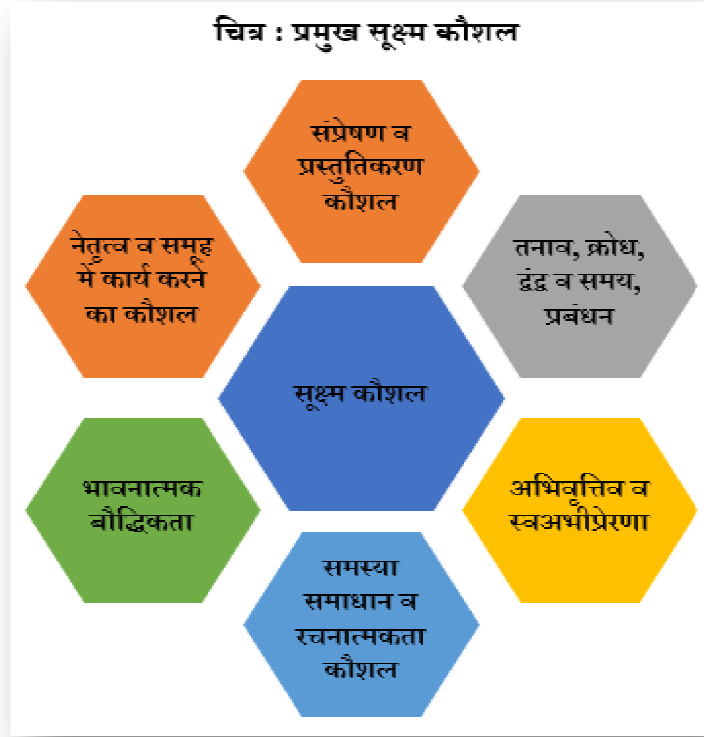 चित्र : प्रमुख सूक्ष्म कौशल
संप्रेषण व
प्रस्तुतिकरण
कौशल
तनाव, क्रोध,
द्वंद्व व समय,
प्रबंधन
अभिवृत्तिव व
स्वअभीप्रेरणा
समस्या
समाधान व
रचनात्मकता
कौशल
भावनात्मक
बौद्धिकता
नेतृत्व व समूह
में कार्य करने
का कौशल
सूक्ष्म कौशल